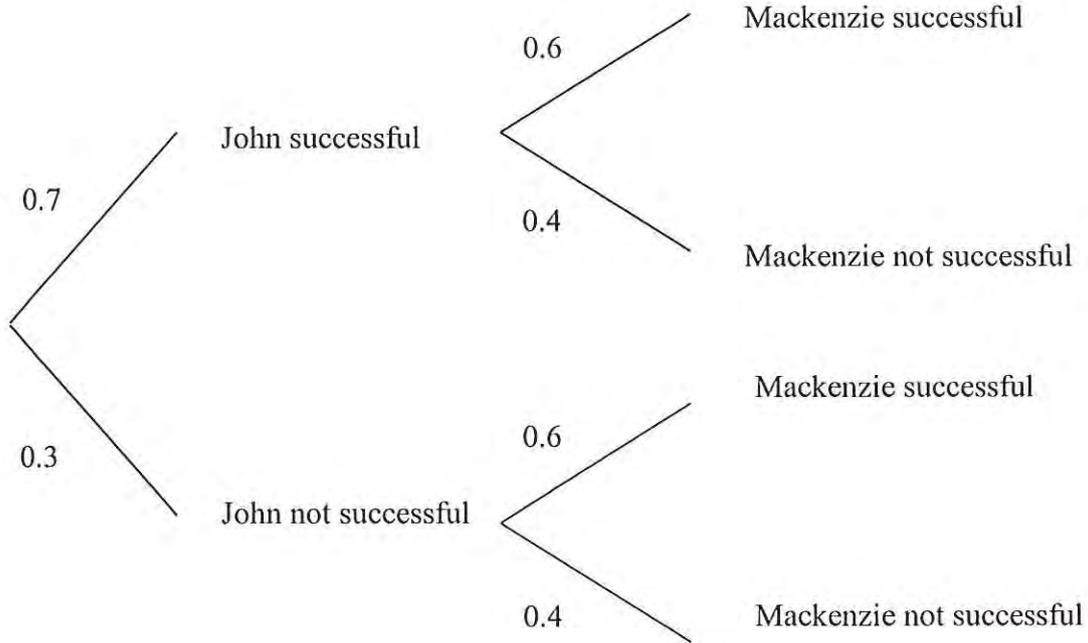 Mackenzie successful
0.6
John successful
0.7
0.4
Mackenzie not successful
Mackenzie successful
0.6
0.3
John not successful
0.4
Mackenzie not successful